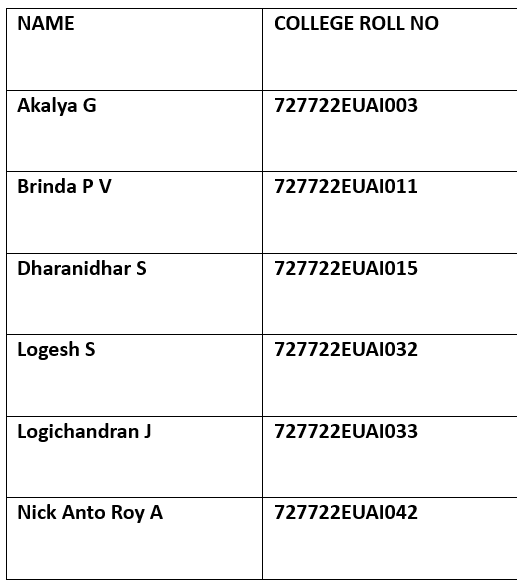 NAME COLLEGE ROLL NO
Akalya G 727722EUAI003
Brinda P V 727722EUAI011
Dharanidhar S 727722EUAI015
Logesh S 727722EUAI032
Logichandran J 727722EUAI033
Nick Anto Roy A 727722EUAI042